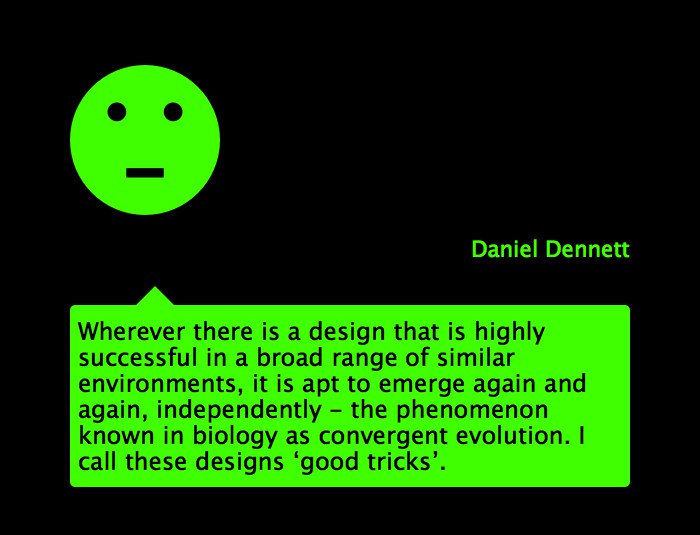 Daniel Dennett
Wherever there is a design that is highly
successful in a broad range of similar
environments, it is apt to emerge again and
again, independently – the phenomenon
known in biology as convergent evolution. I
call these designs ‘good tricks’.